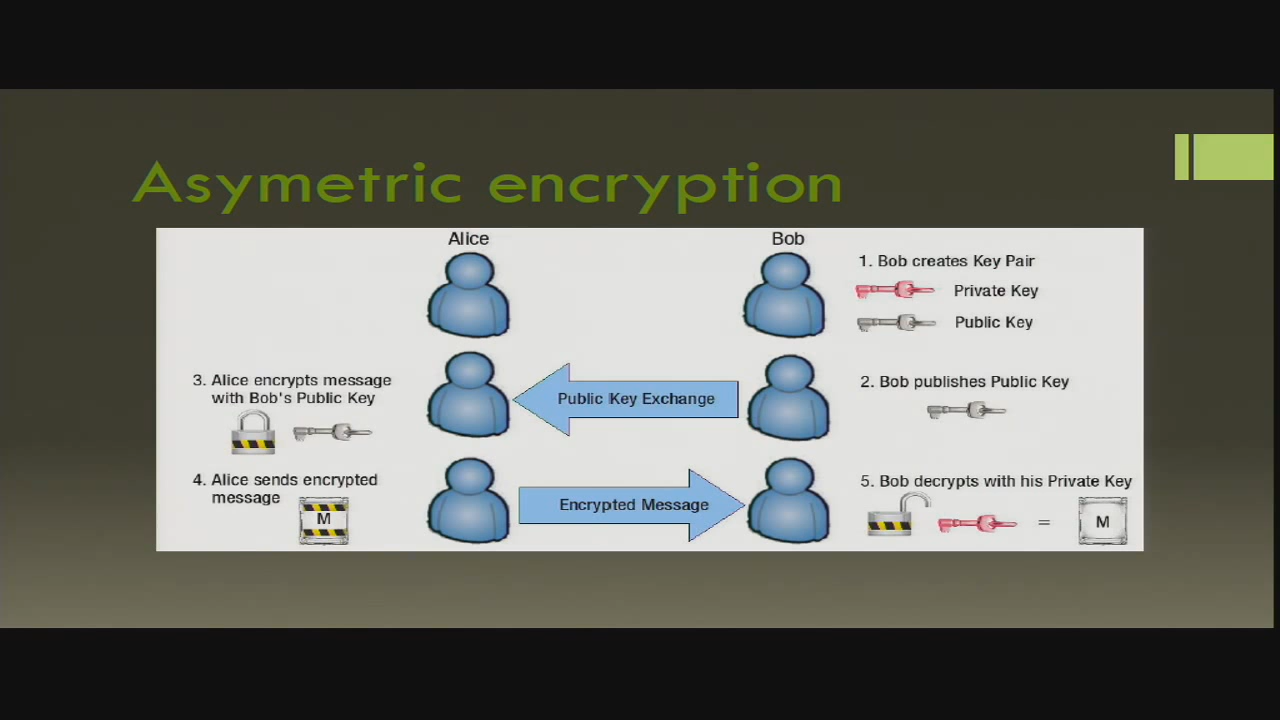 Asymetric encryption
Alice
Bob
1. Bob creates Key Pair
Private Key
Public Key
3. Alice encrypts message
with Bob's Public Key
Public Key Exchange
2. Bob publishes Public Key
4. Alice sends encrypted
message
M
Encrypted Message
5. Bob decrypts with his Private Key
=
M